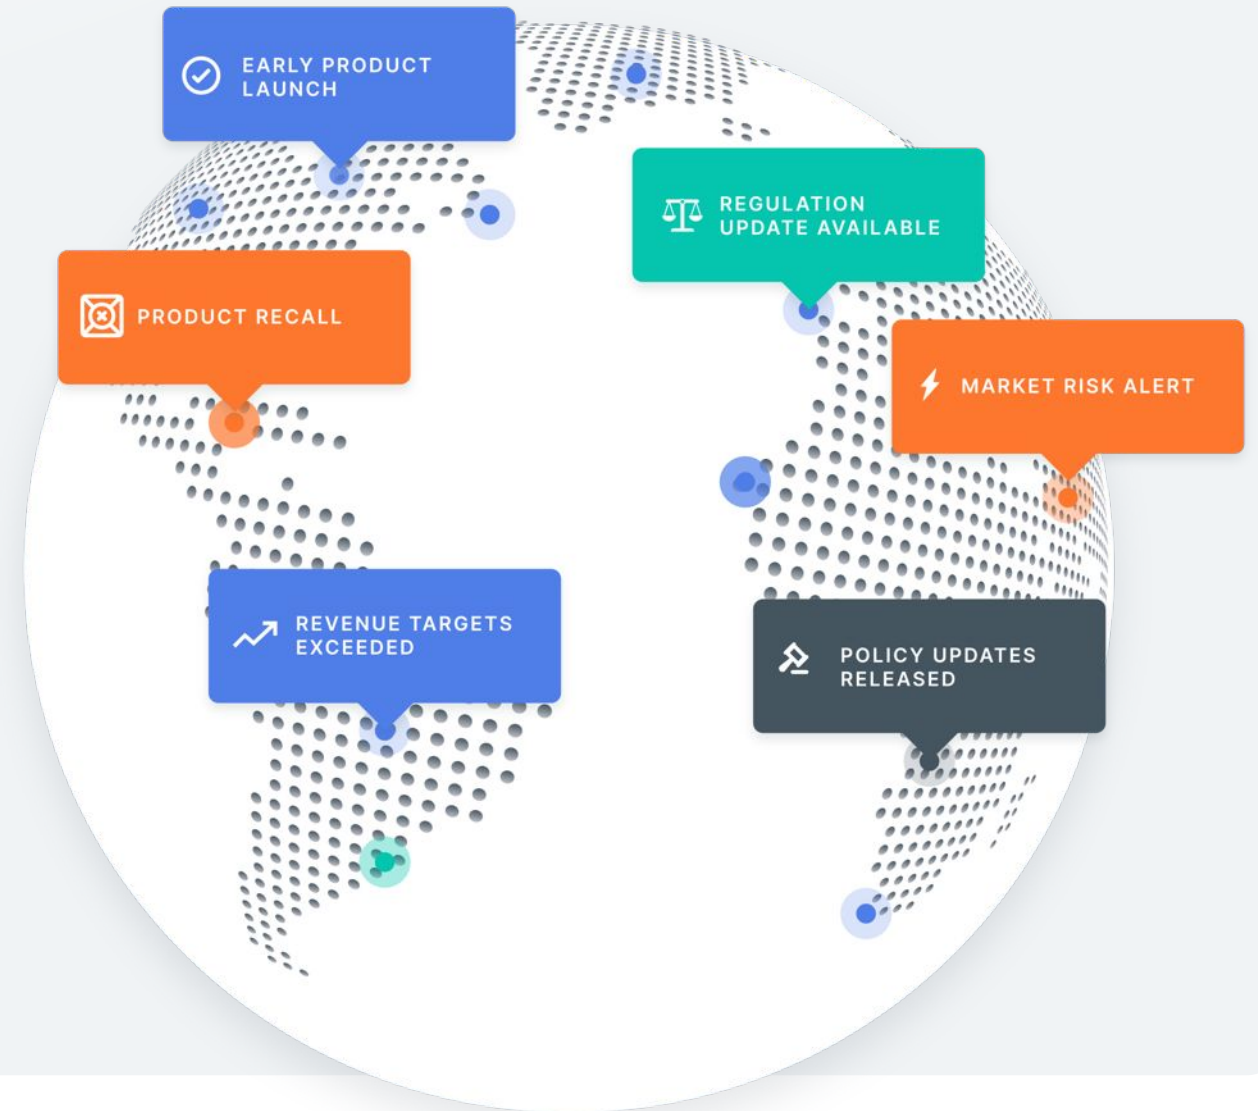 EARLY PRODUCT
LAUNCH
REGULATION
UPDATE AVAILABLE
PRODUCT RECALL
MARKET RISK ALERT
REVENUE TARGETS
EXCEEDED
POLICY UPDATES
RELEASED